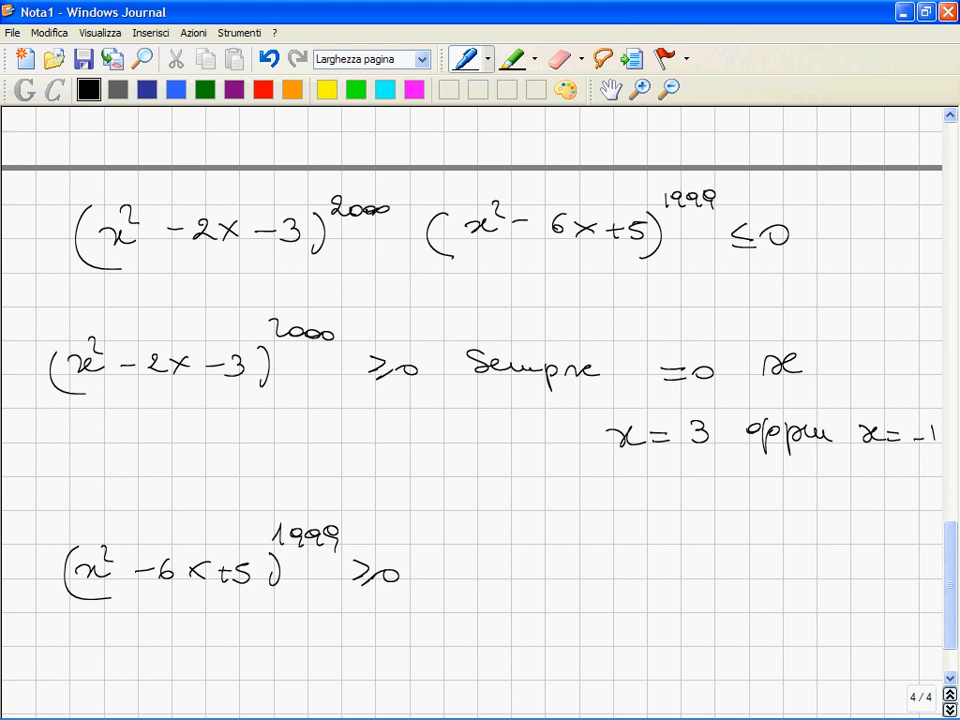 Nota1 - Windows Journal
File Modifica Visualizza Inserisci Azioni Strumenti ?
Larghezza pagina
G C
(x² - 2x - 3)²⁰⁰⁰ (x² - 6x + 5)¹⁹⁹⁹ ≤ 0
(x² - 2x - 3)²⁰⁰⁰ ≥ 0 sempre = 0 se
x = 3 oppure x = -1
(x² - 6x + 5)¹⁹⁹⁹ ≥ 0
4 / 4